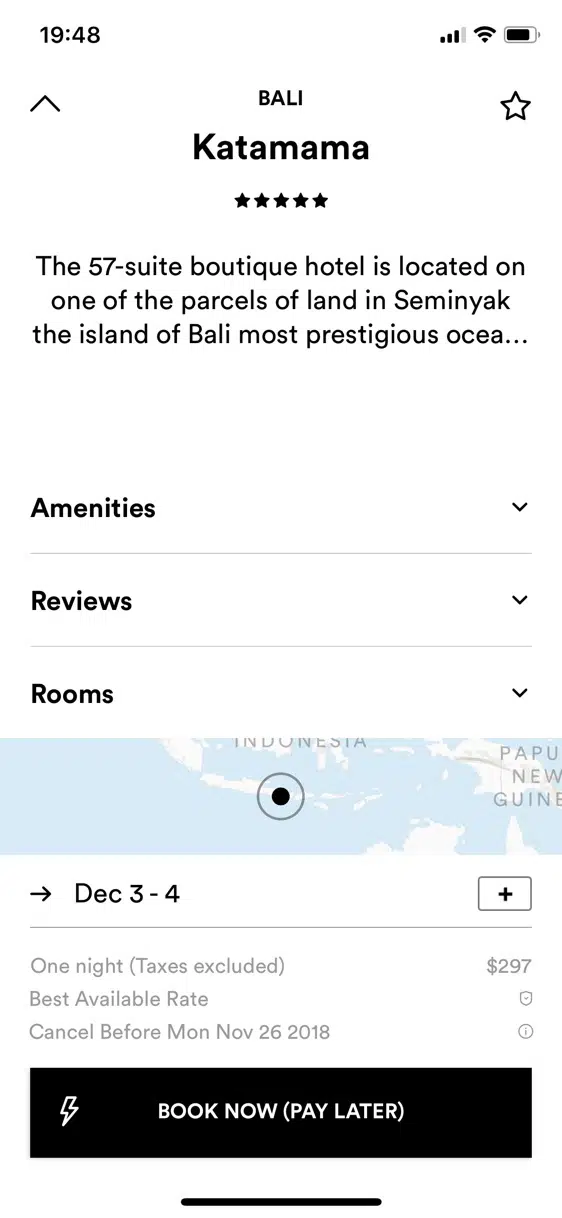 19:48
BALI
Katamama
★★★★★
The 57-suite boutique hotel is located on
one of the parcels of land in Seminyak
the island of Bali most prestigious ocea...
Amenities
Reviews
Rooms
INDONESIA
PAPU
NEW
GUINE
→ Dec 3 - 4 +
One night (Taxes excluded) $297
Best Available Rate
Cancel Before Mon Nov 26 2018
BOOK NOW (PAY LATER)